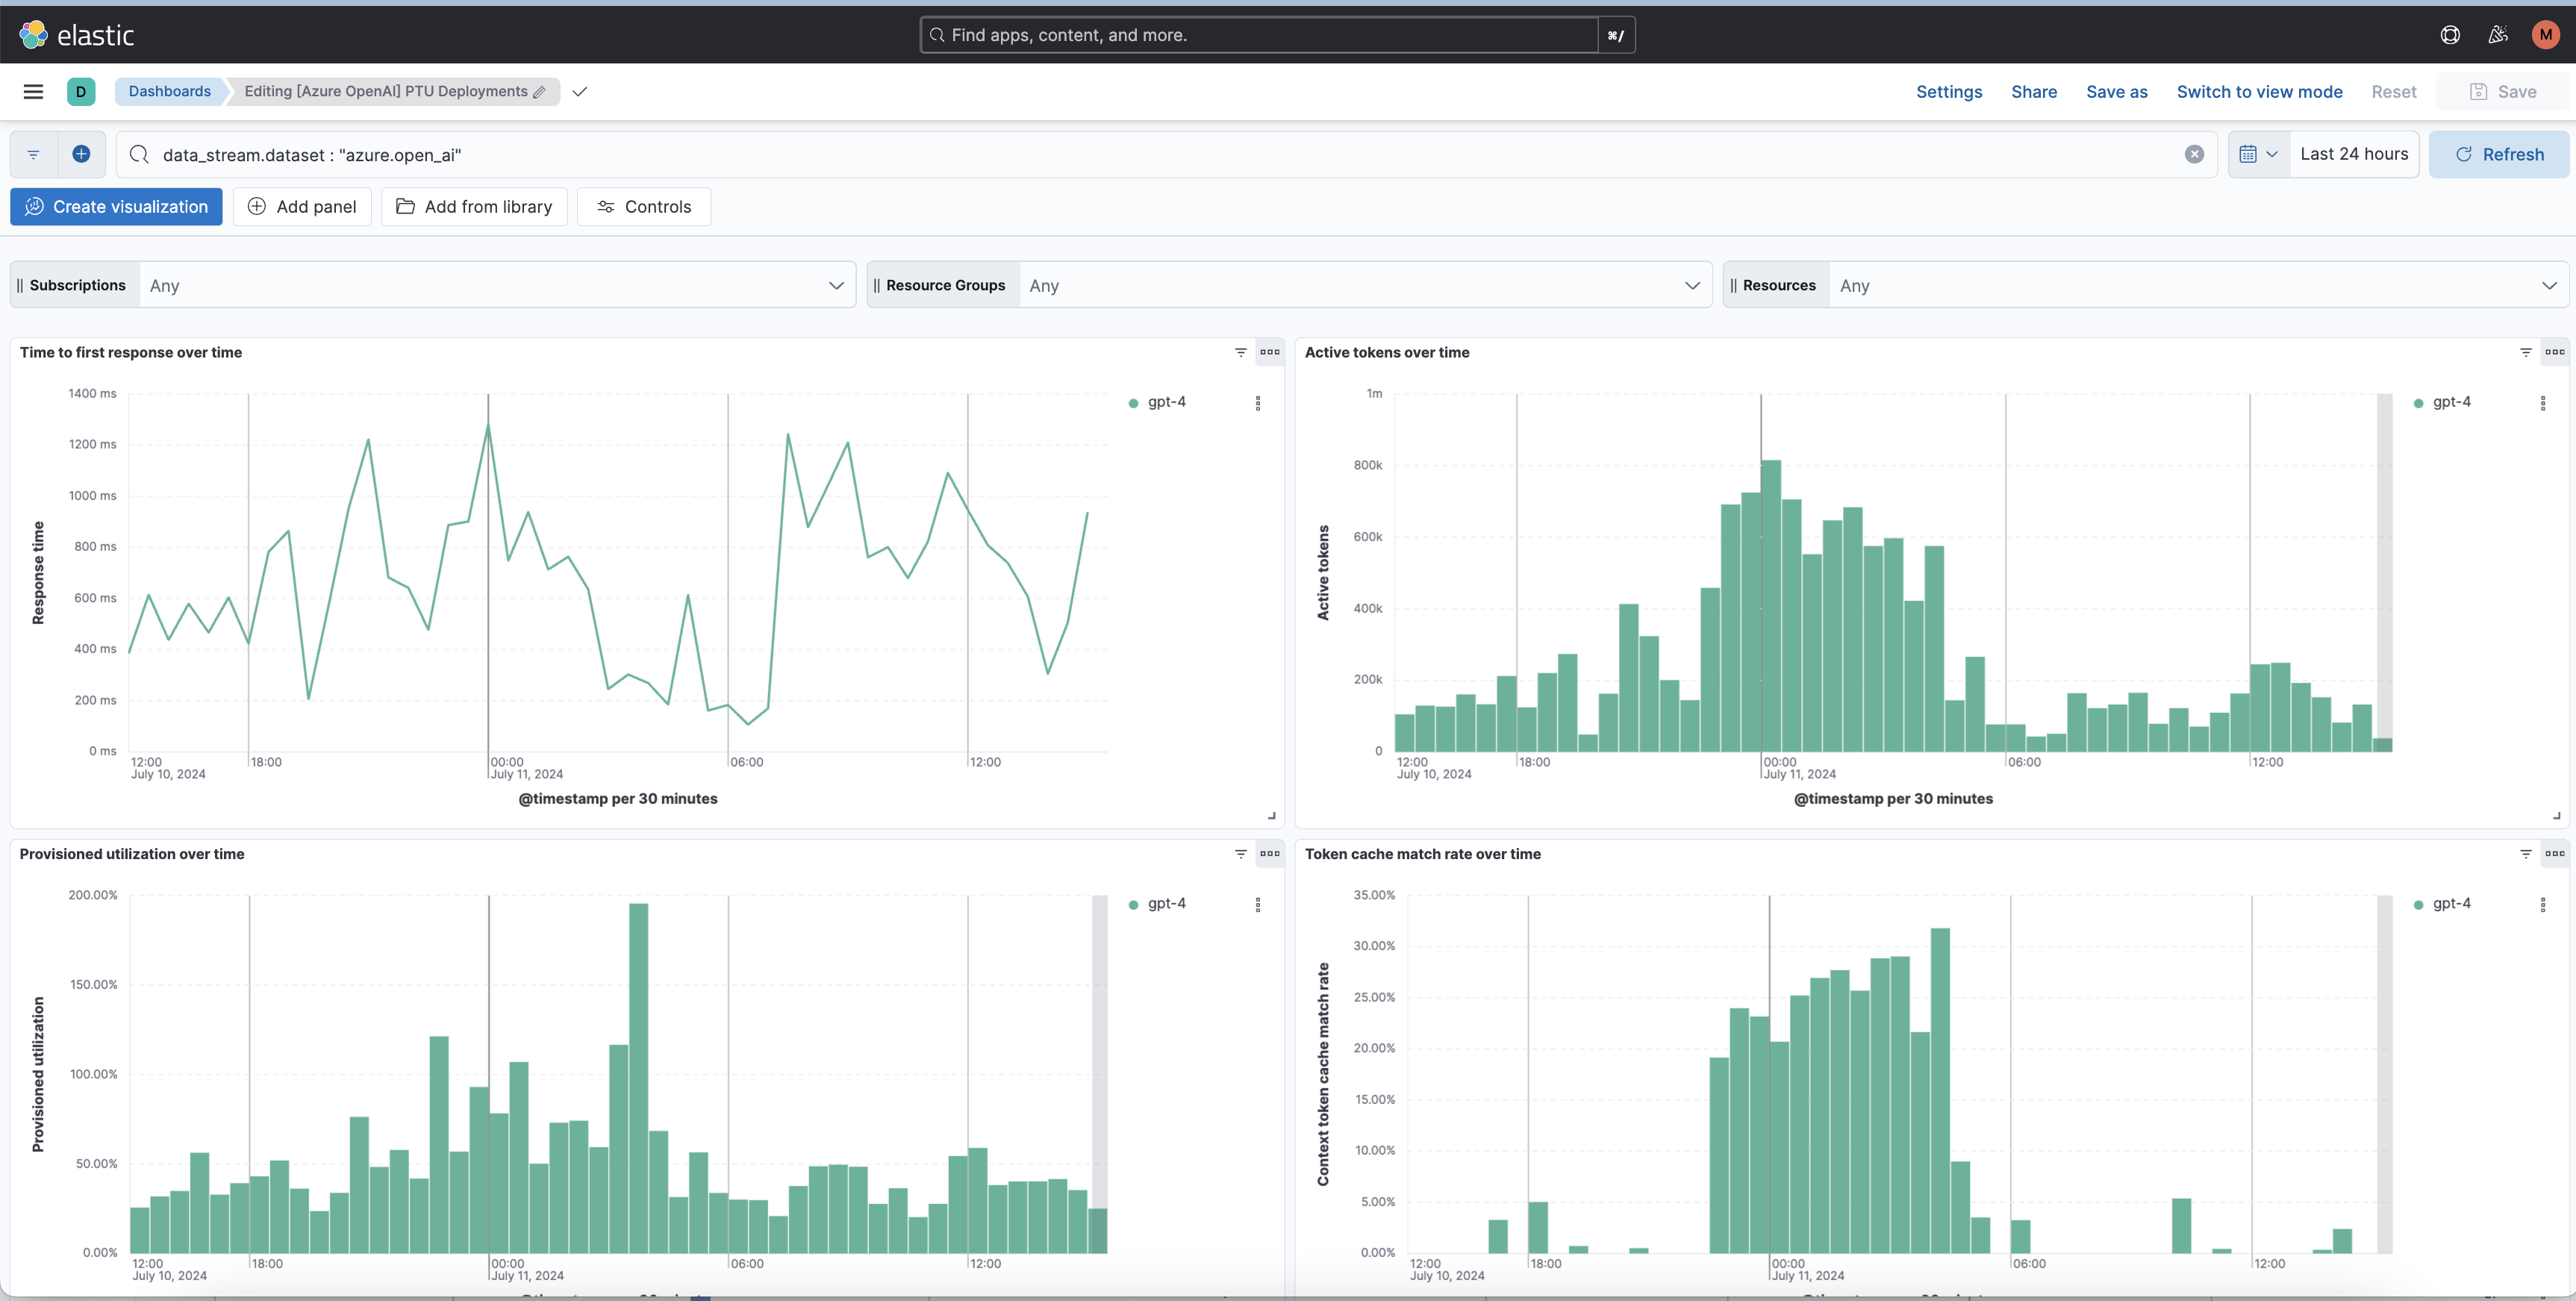 elastic
Find apps, content, and more.
⌘/
M
D
Dashboards
Editing [Azure OpenAI] PTU Deployments
Settings
Share
Save as
Switch to view mode
Reset
Save
data_stream.dataset : "azure.open_ai"
Last 24 hours
Refresh
Create visualization
Add panel
Add from library
Controls
Subscriptions
Any
Resource Groups
Any
Resources
Any
Time to first response over time
1400 ms
1200 ms
1000 ms
800 ms
600 ms
400 ms
200 ms
0 ms
Response time
12:00
July 10, 2024
18:00
00:00
July 11, 2024
06:00
12:00
@timestamp per 30 minutes
gpt-4
Active tokens over time
1m
800k
600k
400k
200k
0
Active tokens
12:00
July 10, 2024
18:00
00:00
July 11, 2024
06:00
12:00
@timestamp per 30 minutes
gpt-4
Provisioned utilization over time
200.00%
150.00%
100.00%
50.00%
0.00%
Provisioned utilization
12:00
July 10, 2024
18:00
00:00
July 11, 2024
06:00
12:00
gpt-4
Token cache match rate over time
35.00%
30.00%
25.00%
20.00%
15.00%
10.00%
5.00%
0.00%
Context token cache match rate
12:00
July 10, 2024
18:00
00:00
July 11, 2024
06:00
12:00
gpt-4